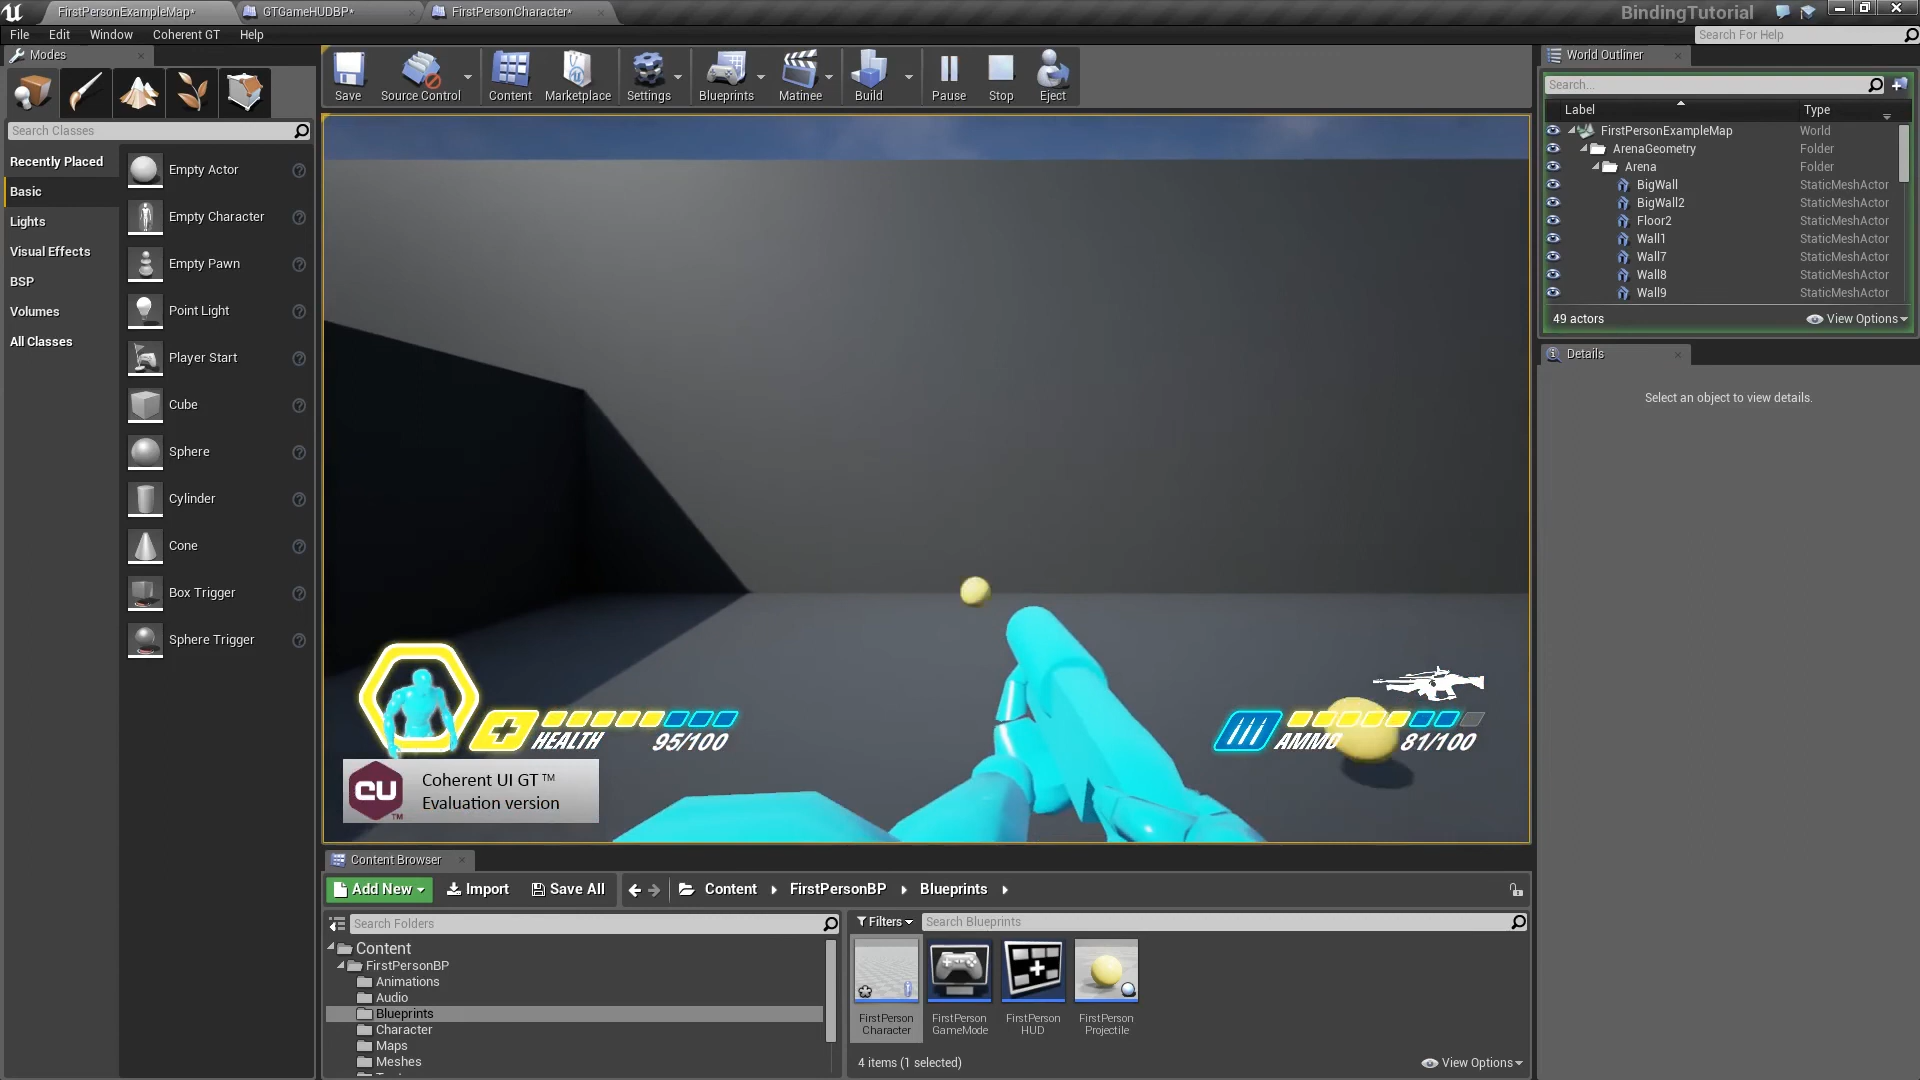 FirstPersonExampleMap*
GTGameHUDBP*
FirstPersonCharacter*
BindingTutorial
File Edit Window Coherent GT Help
Search For Help
Modes
Save
Source Control
Content
Marketplace
Settings
Blueprints
Matinee
Build
Pause
Stop
Eject
Search Classes
Recently Placed
Basic
Lights
Visual Effects
BSP
Volumes
All Classes
Empty Actor
Empty Character
Empty Pawn
Point Light
Player Start
Cube
Sphere
Cylinder
Cone
Box Trigger
Sphere Trigger
HEALTH 95/100
AMMO 81/100
CU TM
Coherent UI GT™
Evaluation version
World Outliner
Search...
Label Type
FirstPersonExampleMap World
ArenaGeometry Folder
Arena Folder
BigWall StaticMeshActor
BigWall2 StaticMeshActor
Floor2 StaticMeshActor
Wall1 StaticMeshActor
Wall7 StaticMeshActor
Wall8 StaticMeshActor
Wall9 StaticMeshActor
49 actors View Options
Details
Select an object to view details.
Content Browser
Add New Import Save All Content FirstPersonBP Blueprints
Search Folders
Content
FirstPersonBP
Animations
Audio
Blueprints
Character
Maps
Meshes
Filters Search Blueprints
FirstPerson
Character
FirstPerson
GameMode
FirstPerson
HUD
FirstPerson
Projectile
4 items (1 selected) View Options